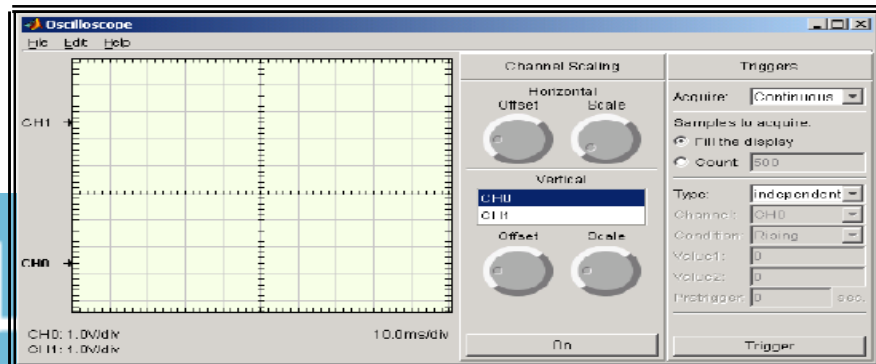 Oscilloscope
File Edit Help
Channel Scaling
Horizontal
Offset Scale
Vertical
CH0
CH1
Offset Scale
On
Triggers
Acquire: Continuous
Samples to acquire:
Fill the display
Count 500
Type: independent
Channel: CH0
Condition: Rising
Value1: 0
Value2: 0
Pretrigger: 0 sec.
Trigger
CH1
CH0
CH0: 1.0V/div
CH1: 1.0V/div
10.0ms/div